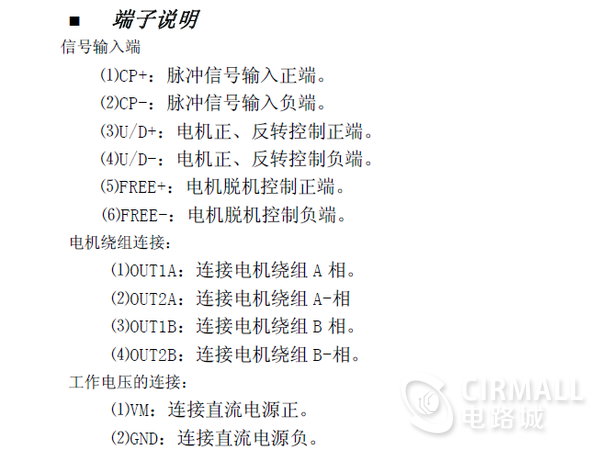 ■ 端子说明
信号输入端
⑴CP+：脉冲信号输入正端。
⑵CP-：脉冲信号输入负端。
⑶U/D+：电机正、反转控制正端。
⑷U/D-：电机正、反转控制负端。
⑸FREE+：电机脱机控制正端。
⑹FREE-：电机脱机控制负端。
电机绕组连接：
⑴OUT1A：连接电机绕组 A 相。
⑵OUT2A：连接电机绕组 A-相
⑶OUT1B：连接电机绕组 B 相。
⑷OUT2B：连接电机绕组 B-相。
工作电压的连接：
⑴VM：连接直流电源正。
⑵GND：连接直流电源负。
CIRMALL
电路城